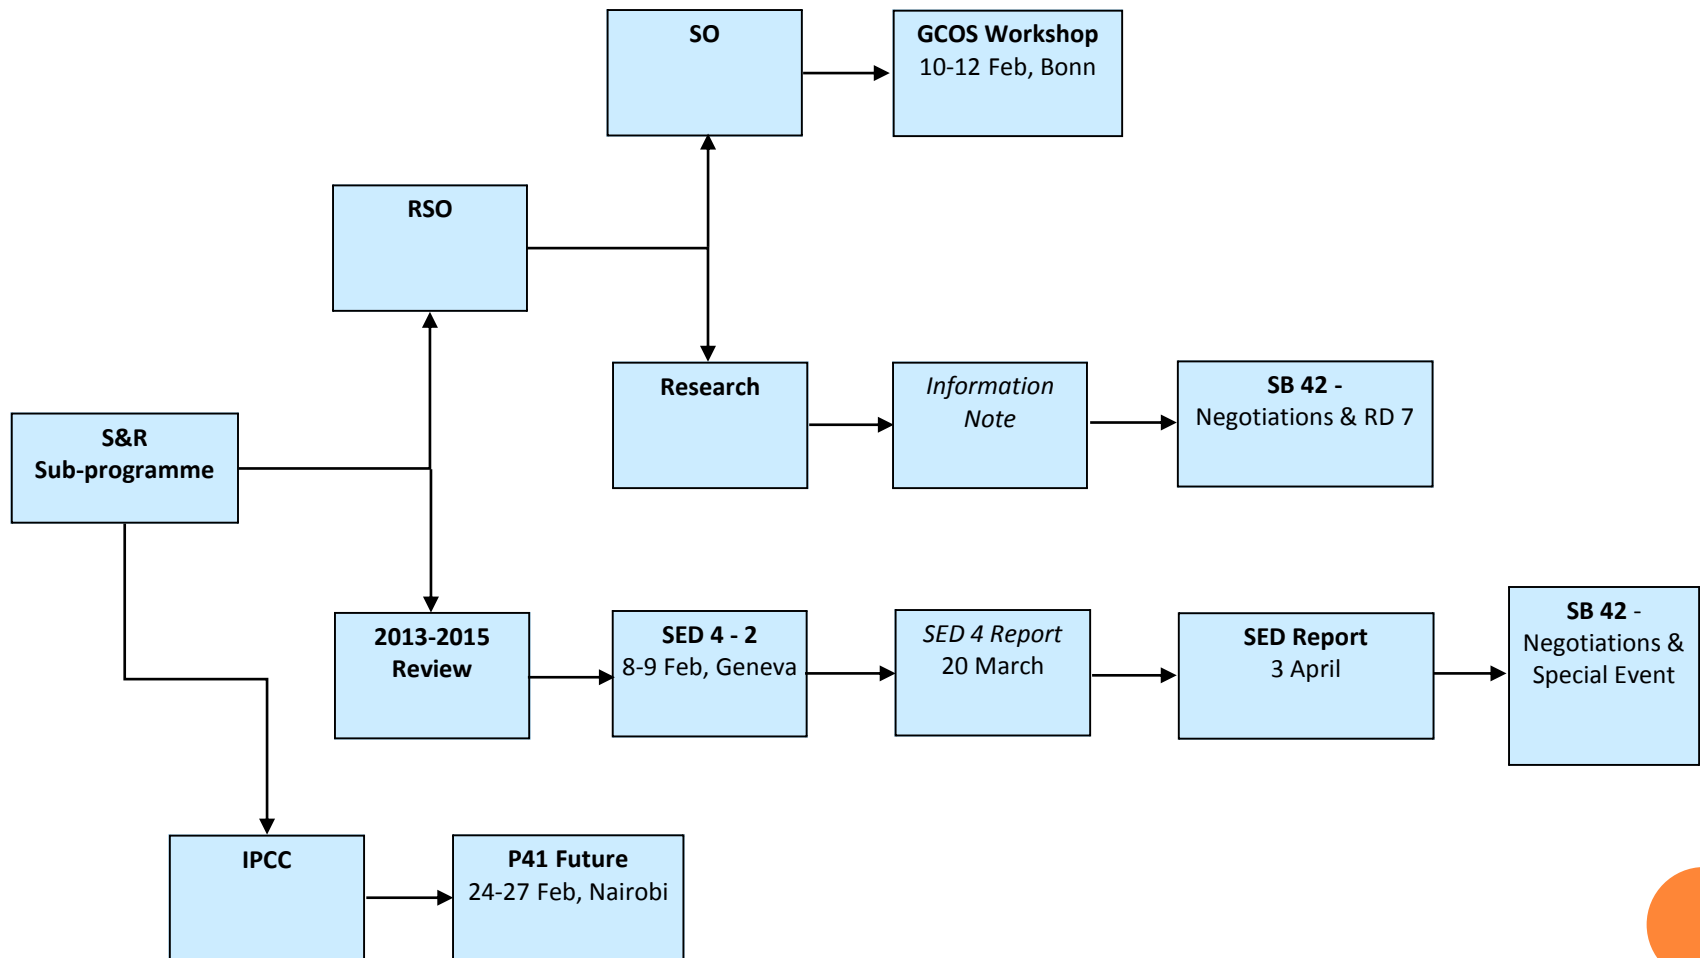 SO
GCOS Workshop
10-12 Feb, Bonn
RSO
Research
Information
Note
SB 42 -
Negotiations & RD 7
S&R
Sub-programme
2013-2015
Review
SED 4 - 2
8-9 Feb, Geneva
SED 4 Report
20 March
SED Report
3 April
SB 42 -
Negotiations &
Special Event
IPCC
P41 Future
24-27 Feb, Nairobi